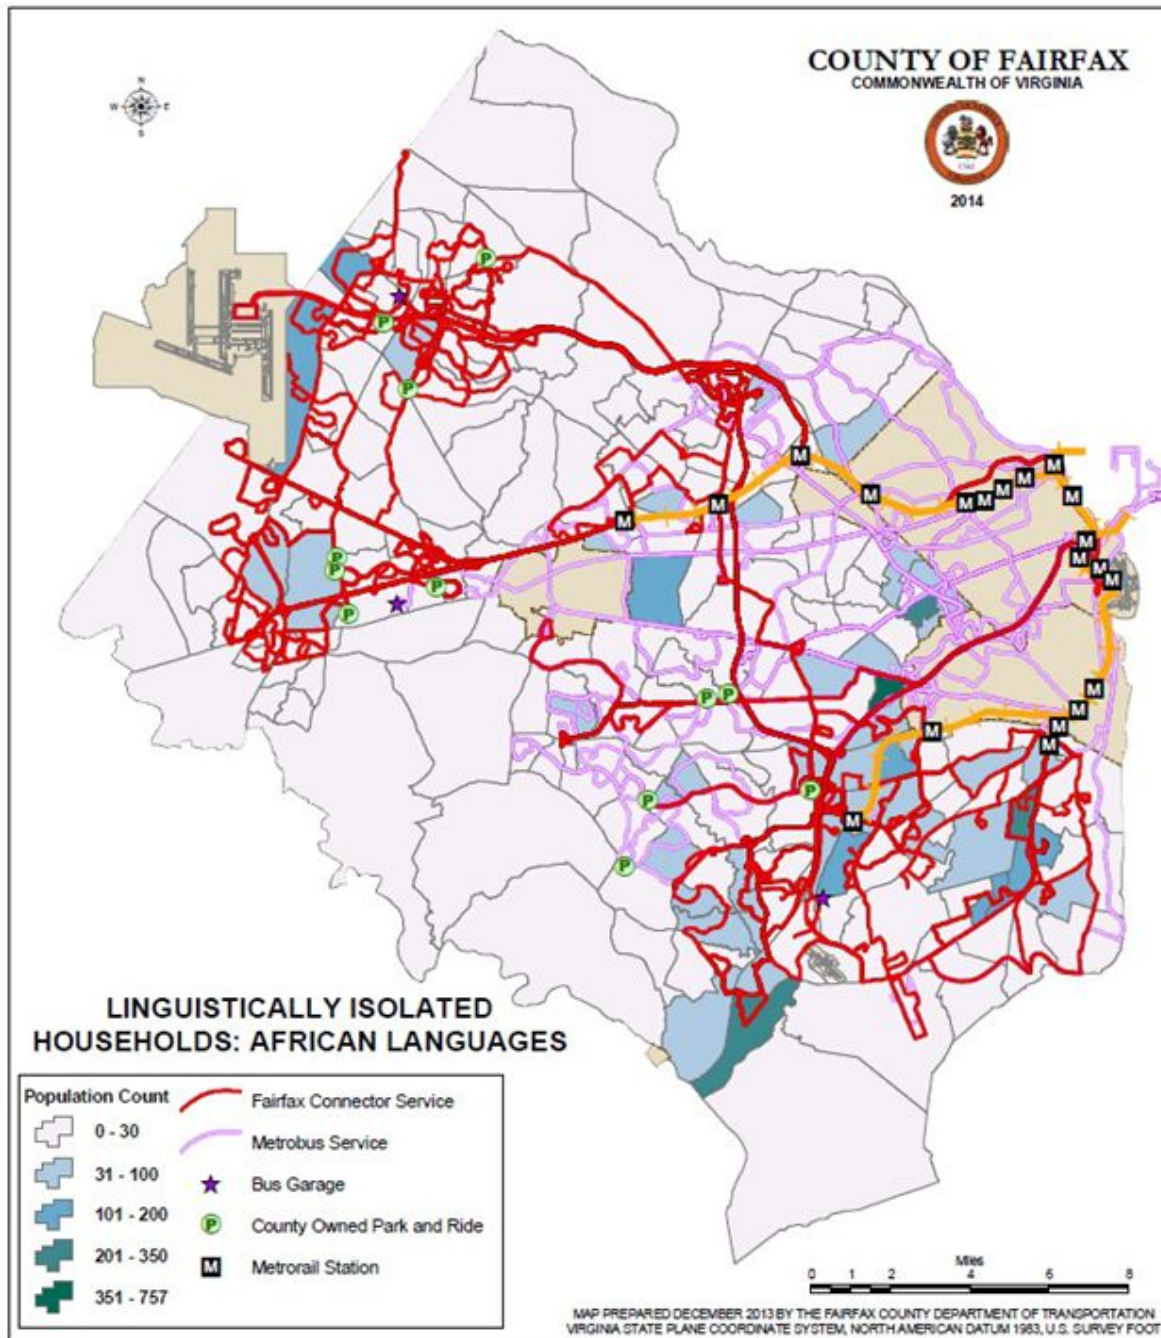 COUNTY OF FAIRFAX
COMMONWEALTH OF VIRGINIA
N
W E
S
1742
2014
P
P
P
M
M
M
M
M
M
M
M
M
M
M
M
M
M
P
P
P
P
P
P
M
M
M
M
M
P
P
M
P
LINGUISTICALLY ISOLATED
HOUSEHOLDS: AFRICAN LANGUAGES
Population Count
0 - 30
31 - 100
101 - 200
201 - 350
351 - 757
Fairfax Connector Service
Metrobus Service
Bus Garage
P County Owned Park and Ride
M Metrorail Station
Miles
0 1 2 4 6 8
MAP PREPARED DECEMBER 2013 BY THE FAIRFAX COUNTY DEPARTMENT OF TRANSPORTATION
VIRGINIA STATE PLANE COORDINATE SYSTEM, NORTH AMERICAN DATUM 1983, U.S. SURVEY FOOT